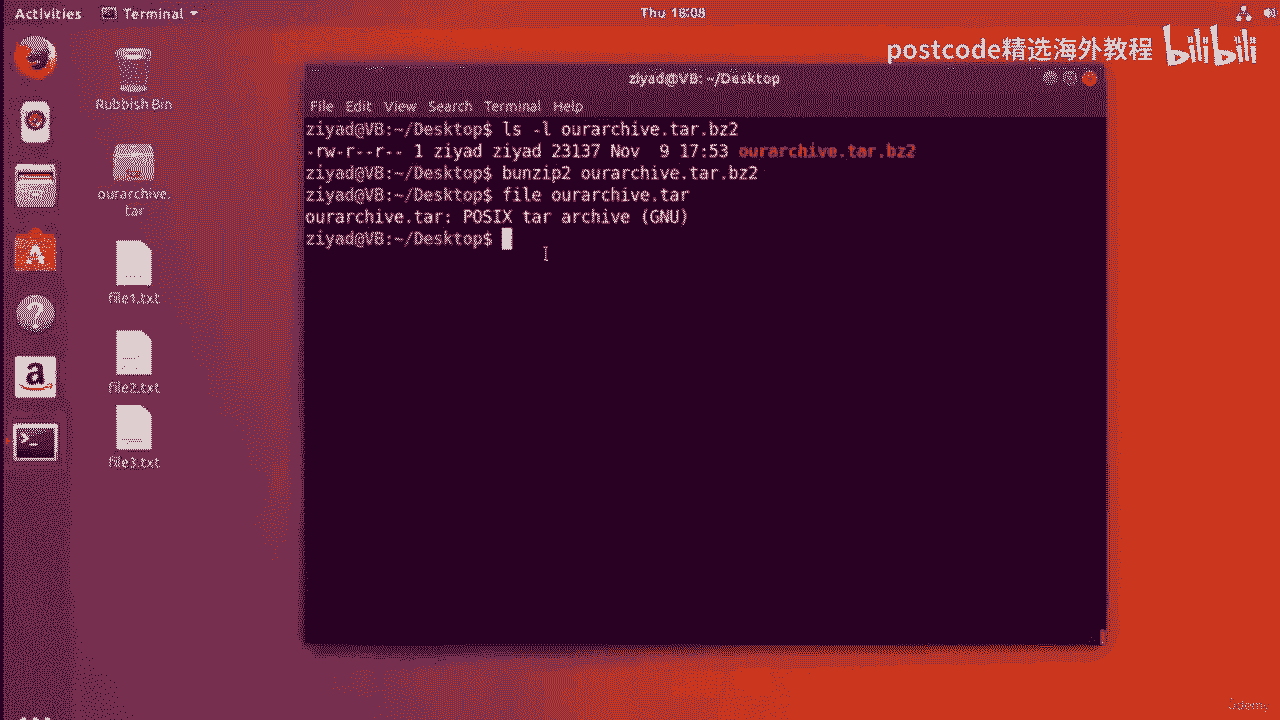 Activities
Terminal
Thu 18:08
postcode精选海外教程 bilibili
Rubbish Bin
ourarchive.
tar
file1.txt
file2.txt
file3.txt
ziyad@VB: ~/Desktop
File Edit View Search Terminal Help
ziyad@VB:~/Desktop$ ls -l ourarchive.tar.bz2
-rw-r--r-- 1 ziyad ziyad 23137 Nov  9 17:53 ourarchive.tar.bz2
ziyad@VB:~/Desktop$ bunzip2 ourarchive.tar.bz2
ziyad@VB:~/Desktop$ file ourarchive.tar
ourarchive.tar: POSIX tar archive (GNU)
ziyad@VB:~/Desktop$
Udemy